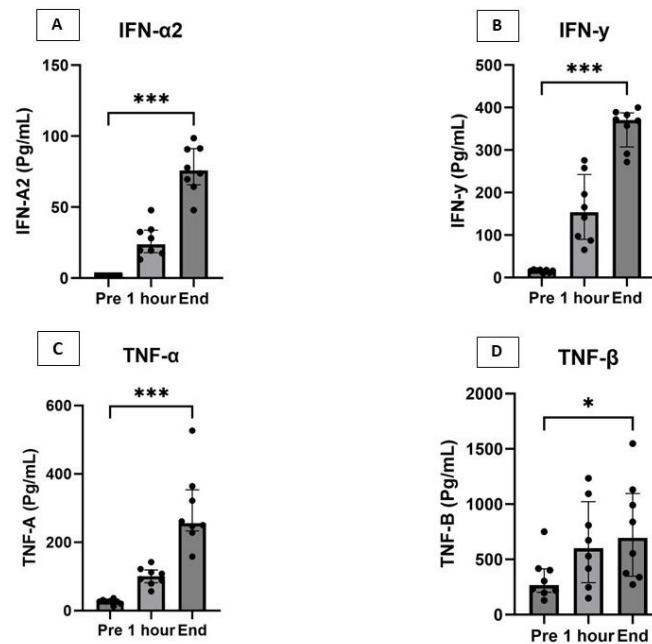 A
IFN-α2
IFN-A2 (Pg/mL)
150
100
50
0
***
Pre 1 hour End
B
IFN-y
IFN-y (Pg/mL)
500
400
300
200
100
0
***
Pre 1 hour End
C
TNF-α
TNF-A (Pg/mL)
600
400
200
0
***
Pre 1 hour End
D
TNF-β
TNF-B (Pg/mL)
2000
1500
1000
500
0
*
Pre 1 hour End